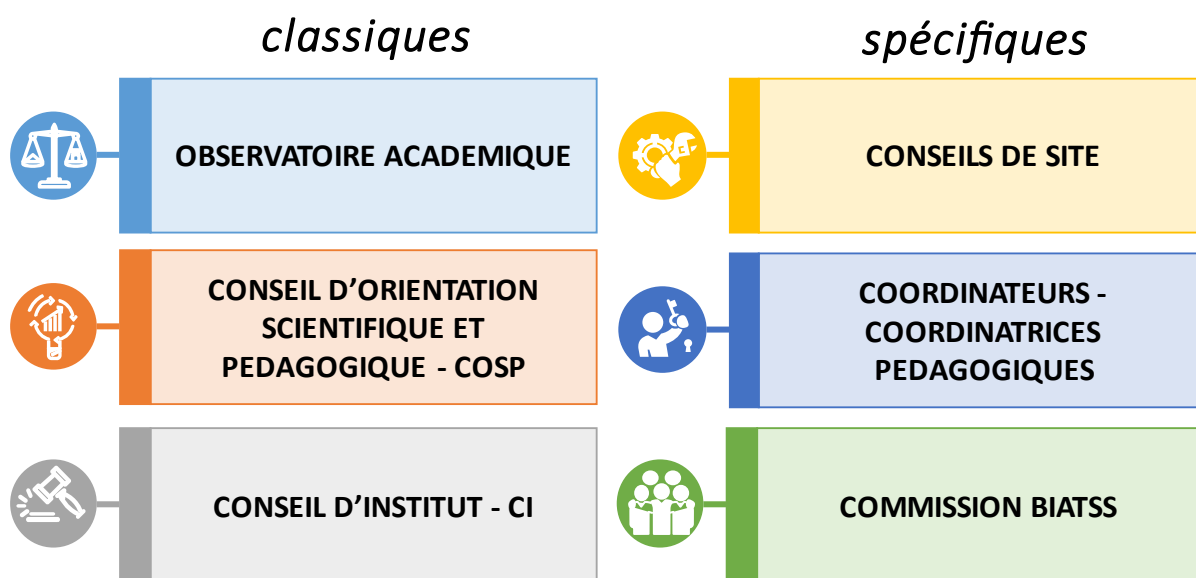 classiques
OBSERVATOIRE ACADEMIQUE
CONSEIL D’ORIENTATION
SCIENTIFIQUE ET
PEDAGOGIQUE - COSP
CONSEIL D’INSTITUT - CI
spécifiques
CONSEILS DE SITE
COORDINATEURS -
COORDINATRICES
PEDAGOGIQUES
COMMISSION BIATSS